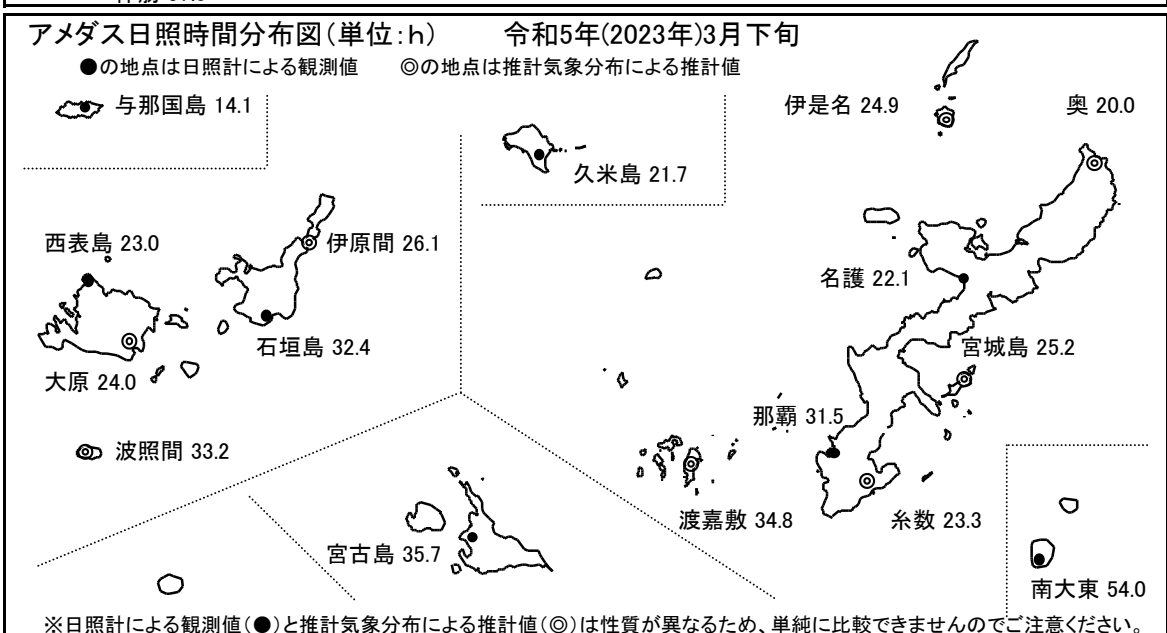 アメダス日照時間分布図(単位:h) 令和5年(2023年)3月下旬
●の地点は日照計による観測値 ◎の地点は推計気象分布による推計値
与那国島 14.1
伊是名 24.9
奥 20.0
久米島 21.7
西表島 23.0
伊原間 26.1
名護 22.1
石垣島 32.4
宮城島 25.2
大原 24.0
那覇 31.5
波照間 33.2
渡嘉敷 34.8
糸数 23.3
宮古島 35.7
南大東 54.0
※日照計による観測値(●)と推計気象分布による推計値(◎)は性質が異なるため、単純に比較できませんのでご注意ください。